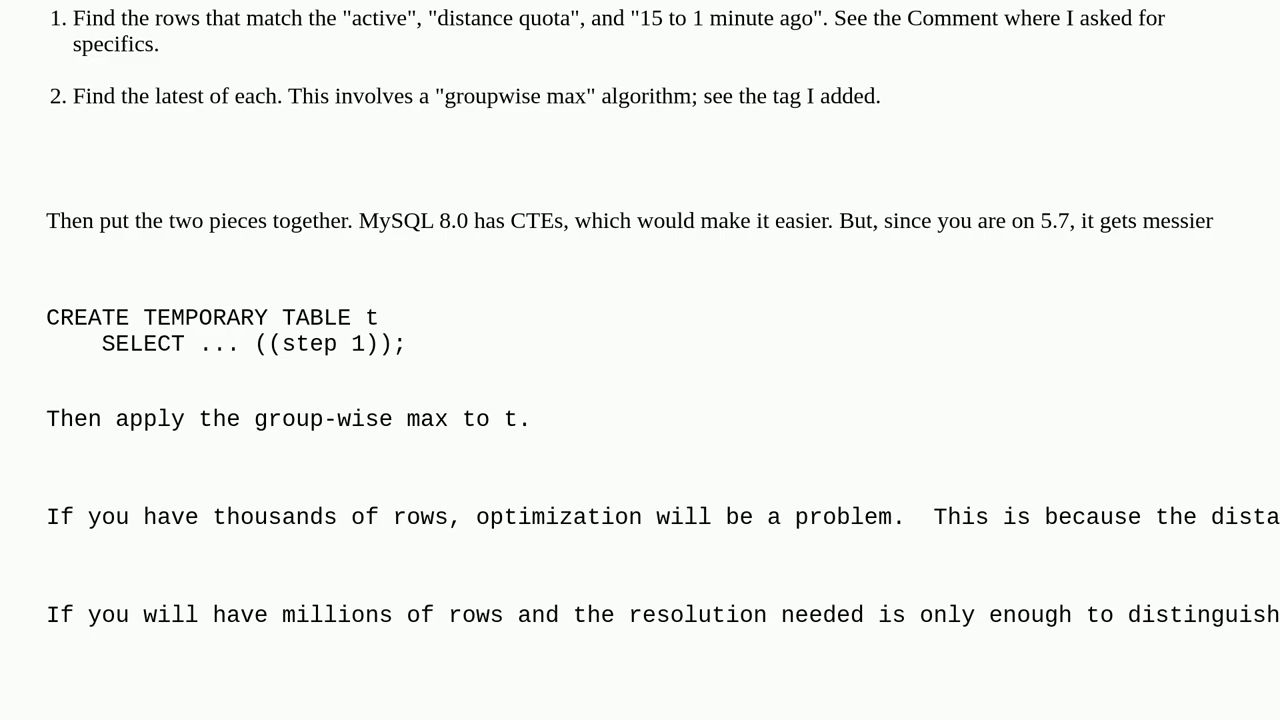 1. Find the rows that match the "active", "distance quota", and "15 to 1 minute ago". See the Comment where I asked for
specifics.
2. Find the latest of each. This involves a "groupwise max" algorithm; see the tag I added.
Then put the two pieces together. MySQL 8.0 has CTEs, which would make it easier. But, since you are on 5.7, it gets messier
CREATE TEMPORARY TABLE t
    SELECT ... ((step 1));
Then apply the group-wise max to t.
If you have thousands of rows, optimization will be a problem.  This is because the dista
If you will have millions of rows and the resolution needed is only enough to distinguish